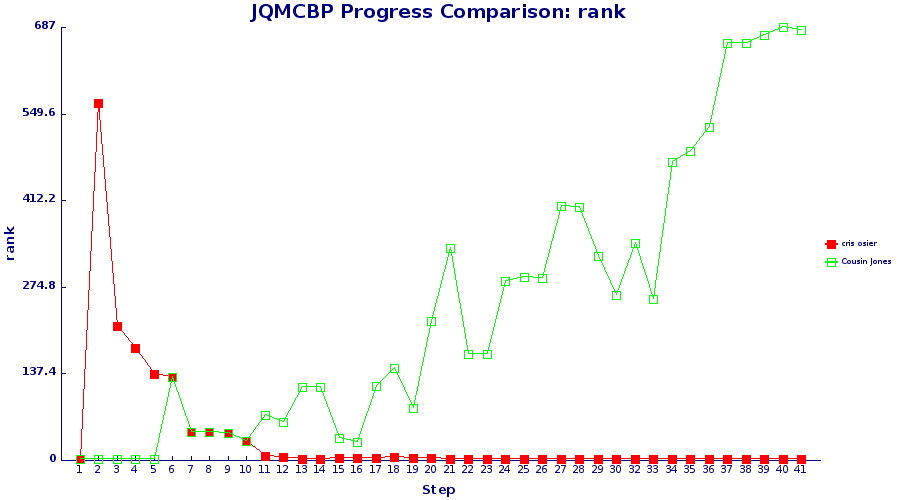 JQMCBP Progress Comparison: rank
687
549.6
412.2
274.8
137.4
0
rank
1 2 3 4 5 6 7 8 9 10 11 12 13 14 15 16 17 18 19 20 21 22 23 24 25 26 27 28 29 30 32 33 34 35 36 37 38 39 40 41
Step
cris osier
Cousin Jones